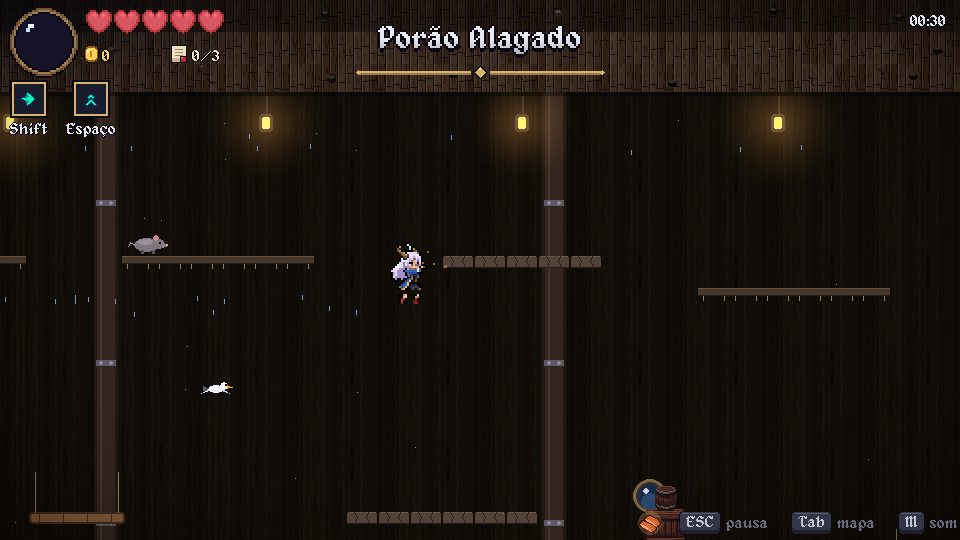 Porão Alagado
00:30
0
0/3
Shift
Espaço
ESC pausa
Tab mapa
M som